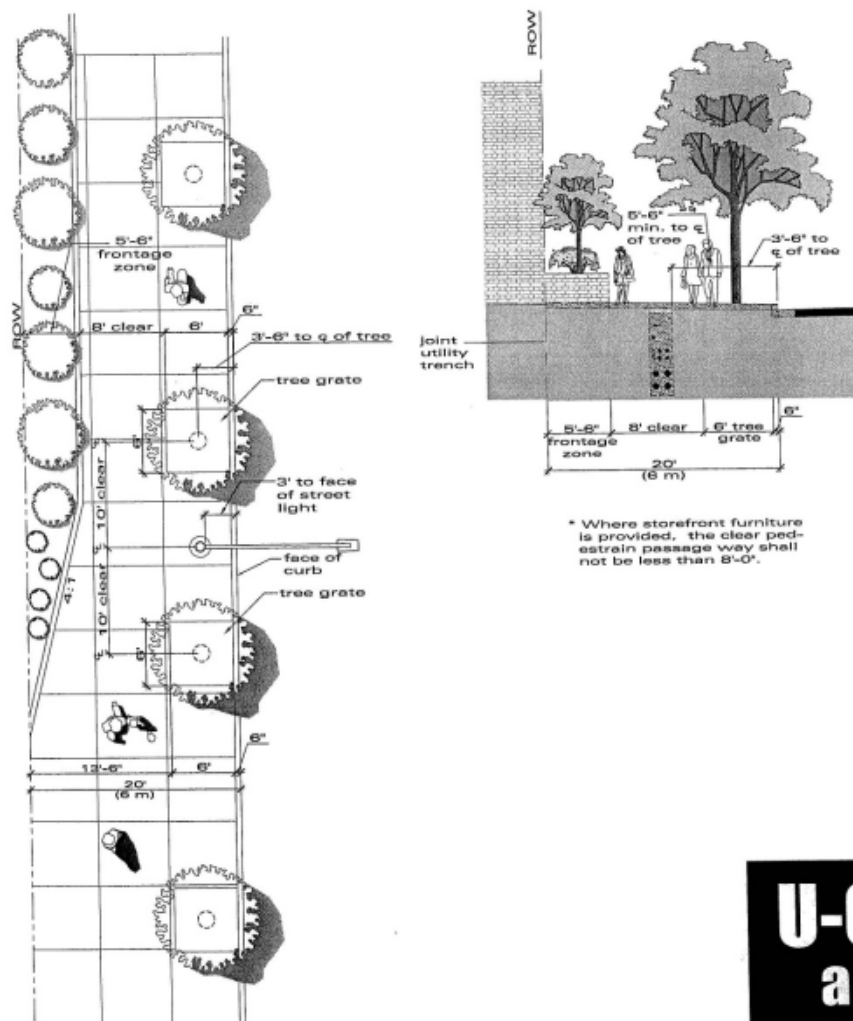 ROW
5'-6"
frontage
zone
8' clear
6'
6"
3'-6" to ℄ of tree
tree grate
6'
10' clear
3' to face
of street
light
face of
curb
10' clear
4:1
tree grate
6'
6"
13'-6"
6'
20'
(6 m)
ROW
5'-6"
min. to ℄
of tree
3'-6" to
℄ of tree
joint
utility
trench
5'-6"
frontage
zone
8' clear
6' tree
grate
6"
20'
(6 m)
* Where storefront furniture
is provided, the clear ped-
estrain passage way shall
not be less than 8'-0".